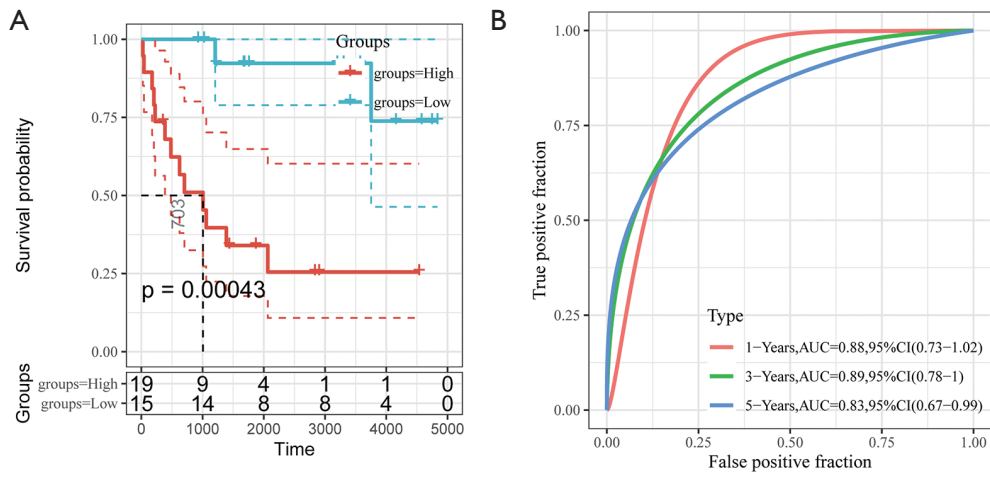 A
B
Groups
groups=High
groups=Low
Survival probability
1.00
0.75
0.50
0.25
0.00
703
p = 0.00043
Groups
groups=High 19 9 4 1 1 0
groups=Low 15 14 8 8 4 0
0 1000 2000 3000 4000 5000
Time
True positive fraction
1.00
0.75
0.50
0.25
0.00
Type
1−Years,AUC=0.88,95%CI(0.73−1.02)
3−Years,AUC=0.89,95%CI(0.78−1)
5−Years,AUC=0.83,95%CI(0.67−0.99)
0.00 0.25 0.50 0.75 1.00
False positive fraction